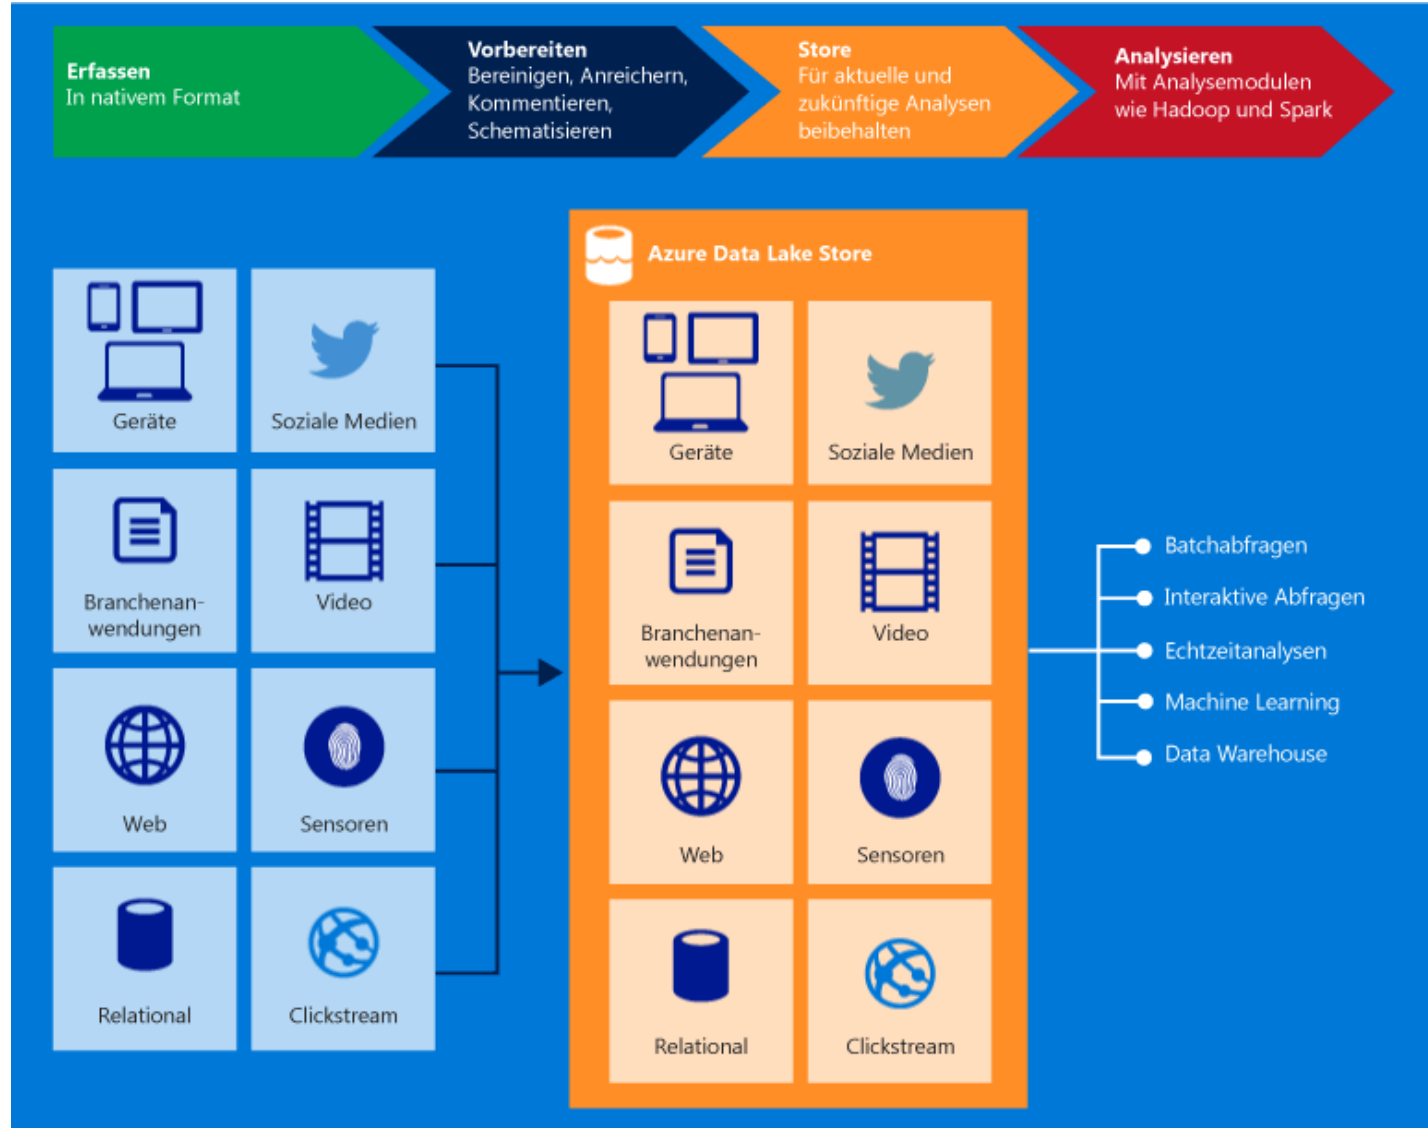 Erfassen
In nativem Format
Vorbereiten
Bereinigen, Anreichern,
Kommentieren,
Schematisieren
Store
Für aktuelle und
zukünftige Analysen
beibehalten
Analysieren
Mit Analysemodulen
wie Hadoop und Spark
Geräte
Soziale Medien
Branchenan-
wendungen
Video
Web
Sensoren
Relational
Clickstream
Azure Data Lake Store
Geräte
Soziale Medien
Branchenan-
wendungen
Video
Web
Sensoren
Relational
Clickstream
Batchabfragen
Interaktive Abfragen
Echtzeitanalysen
Machine Learning
Data Warehouse